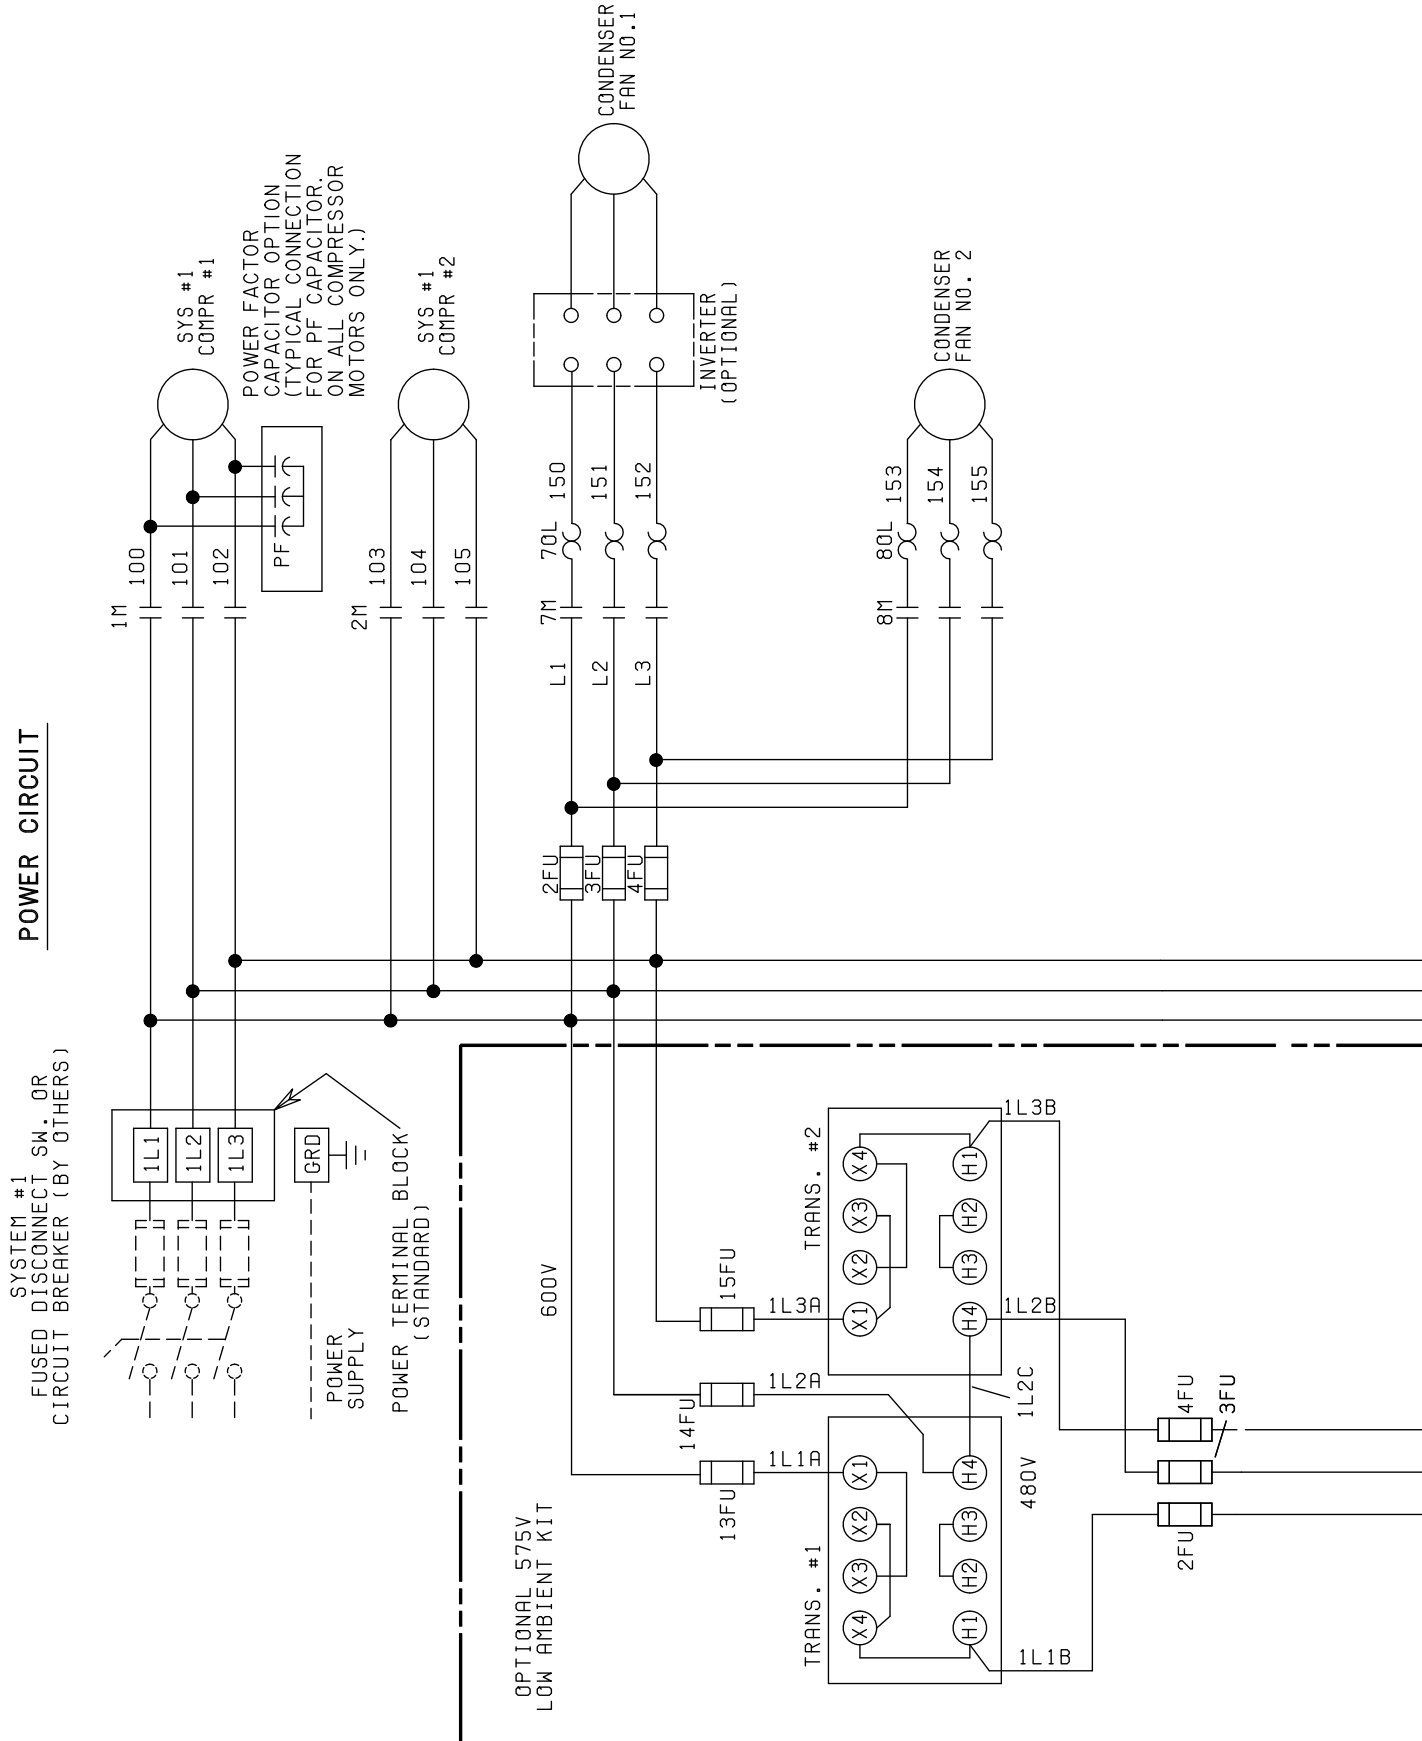 POWER CIRCUIT
SYSTEM #1
FUSED DISCONNECT SW. OR
CIRCUIT BREAKER (BY OTHERS)
1L1
1L2
1L3
GRD
POWER
SUPPLY
POWER TERMINAL BLOCK
(STANDARD)
1M
100
101
102
PF
SYS #1
COMPR #1
POWER FACTOR
CAPACITOR OPTION
(TYPICAL CONNECTION
FOR PF CAPACITOR.
ON ALL COMPRESSOR
MOTORS ONLY.)
2M
103
104
105
SYS #1
COMPR #2
2FU
3FU
4FU
L1
L2
L3
7M
7OL
150
151
152
INVERTER
(OPTIONAL)
CONDENSER
FAN NO.1
8M
8OL
153
154
155
CONDENSER
FAN NO. 2
OPTIONAL 575V
LOW AMBIENT KIT
600V
13FU
14FU
15FU
1L1A
1L2A
1L3A
TRANS. #1
X4
X3
X2
X1
H1
H2
H3
H4
TRANS. #2
X1
X2
X3
X4
H4
H3
H2
H1
1L1B
1L2C
1L2B
1L3B
480V
2FU
3FU
4FU